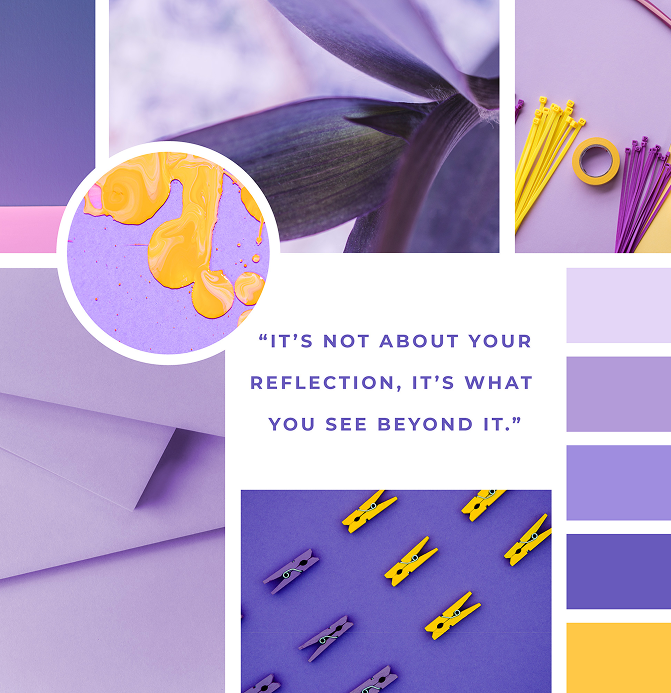 “IT’S NOT ABOUT YOUR
REFLECTION, IT’S WHAT
YOU SEE BEYOND IT.”